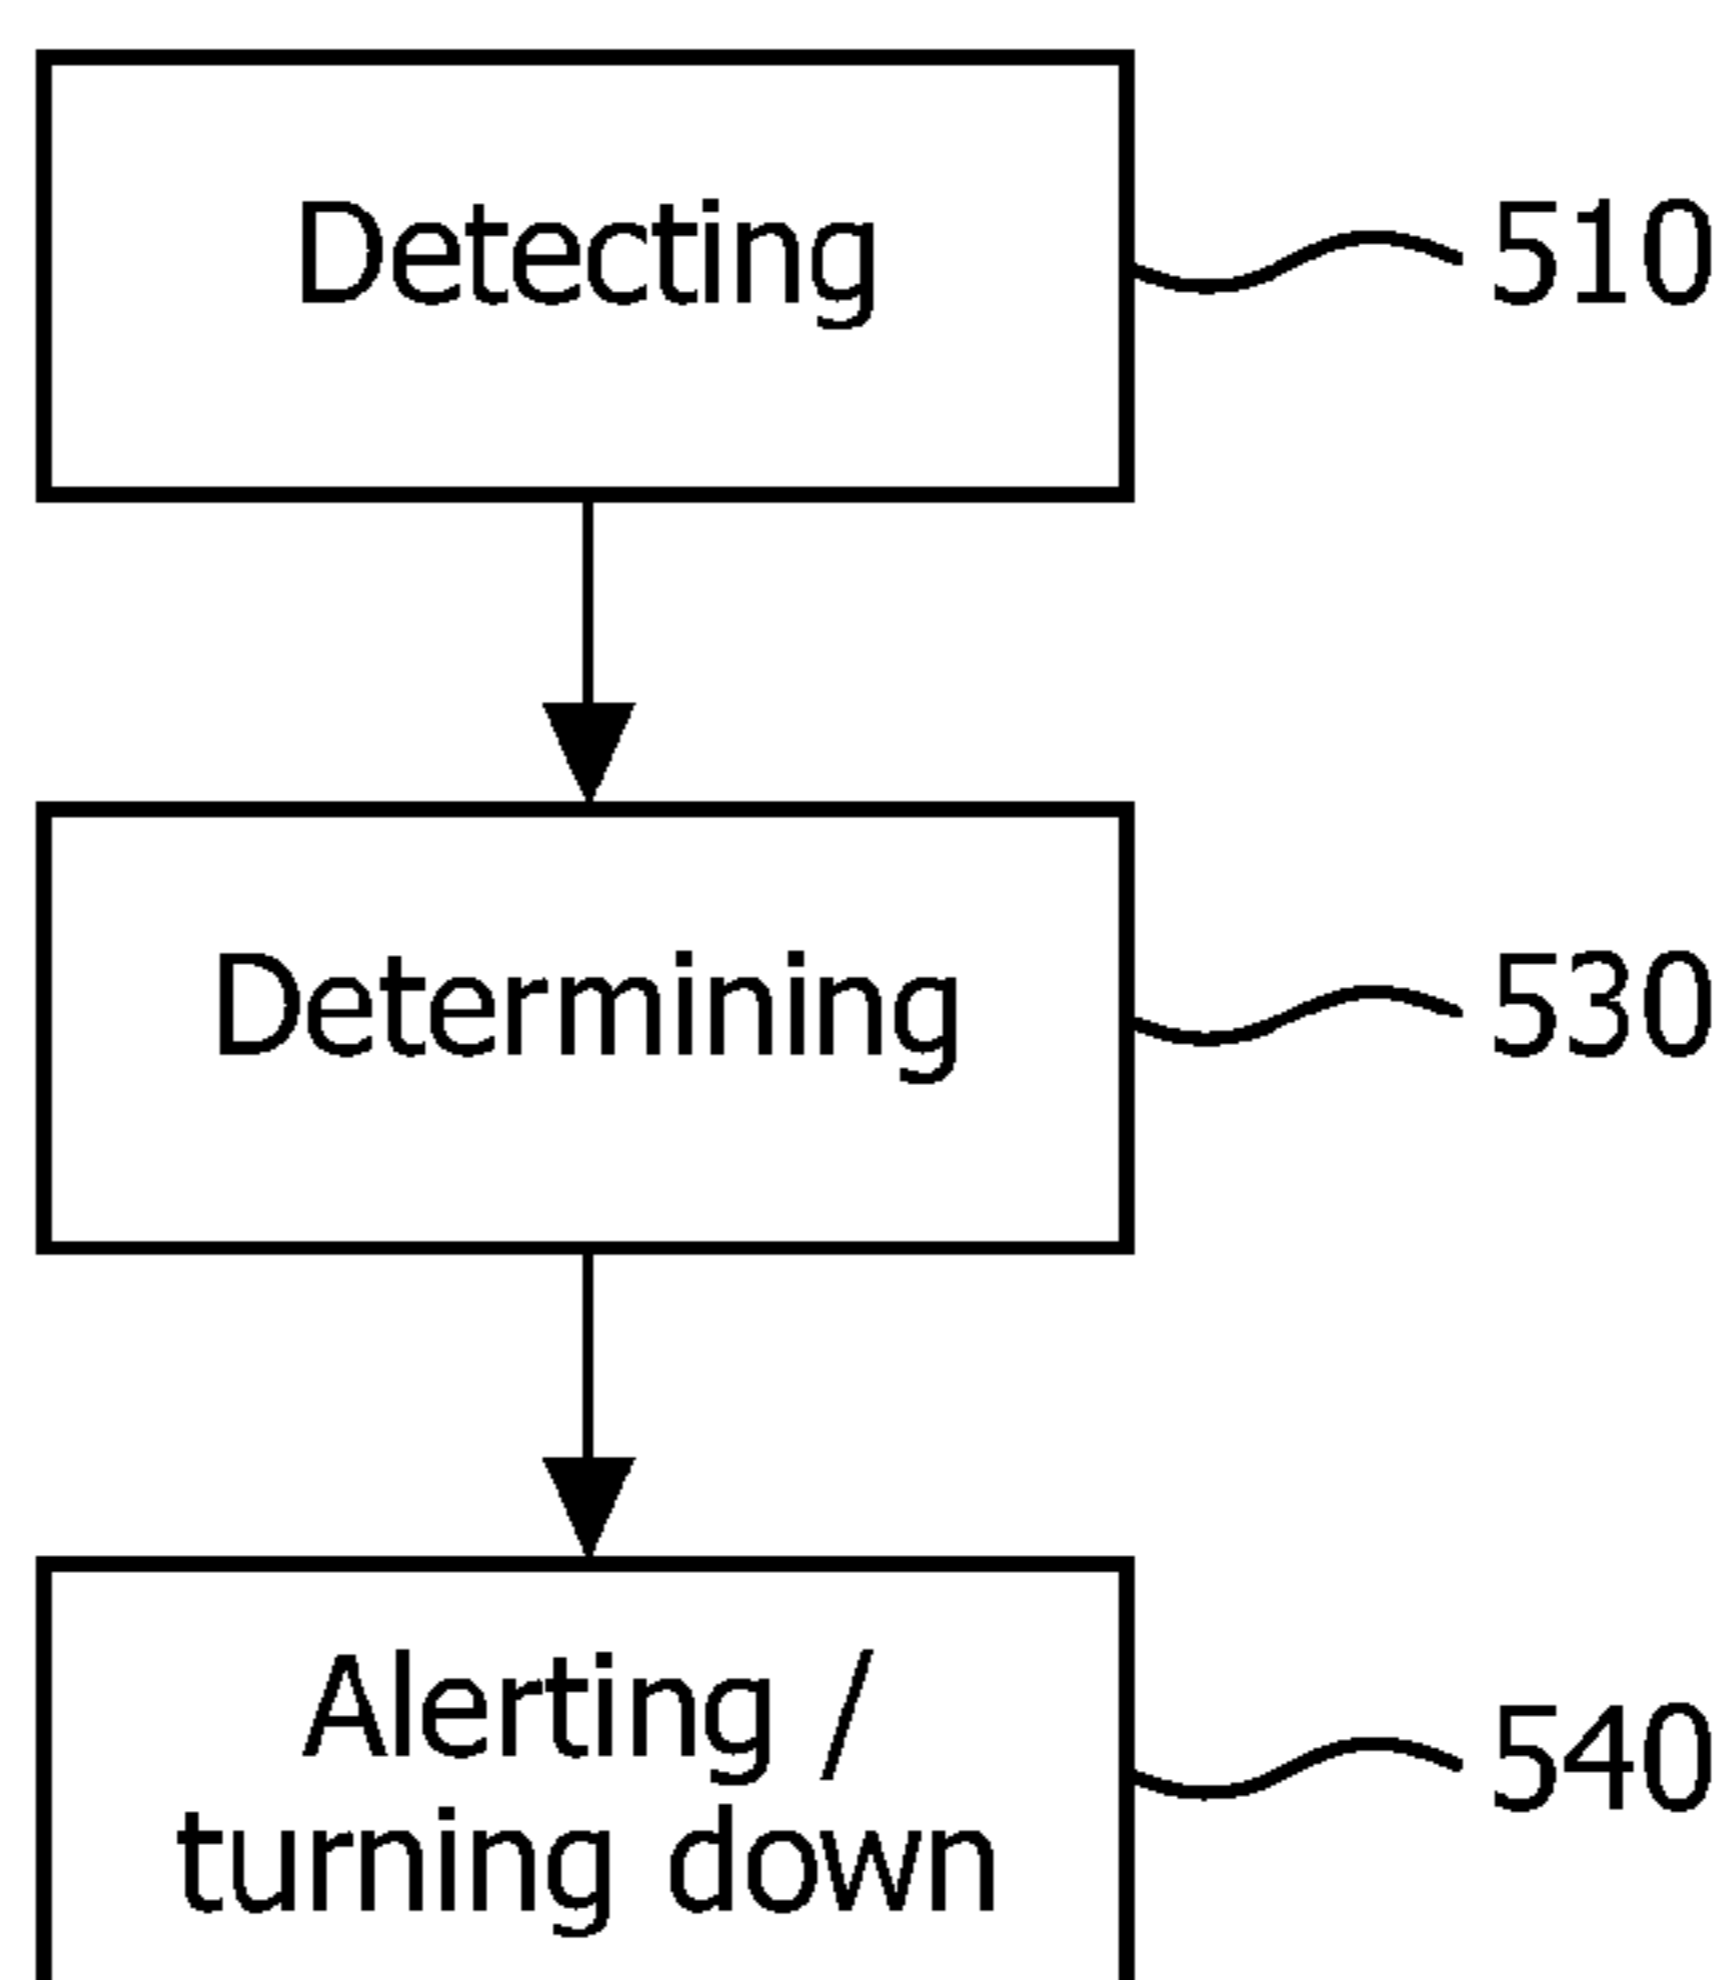 Detecting
510
Determining
530
Alerting /
turning down
540